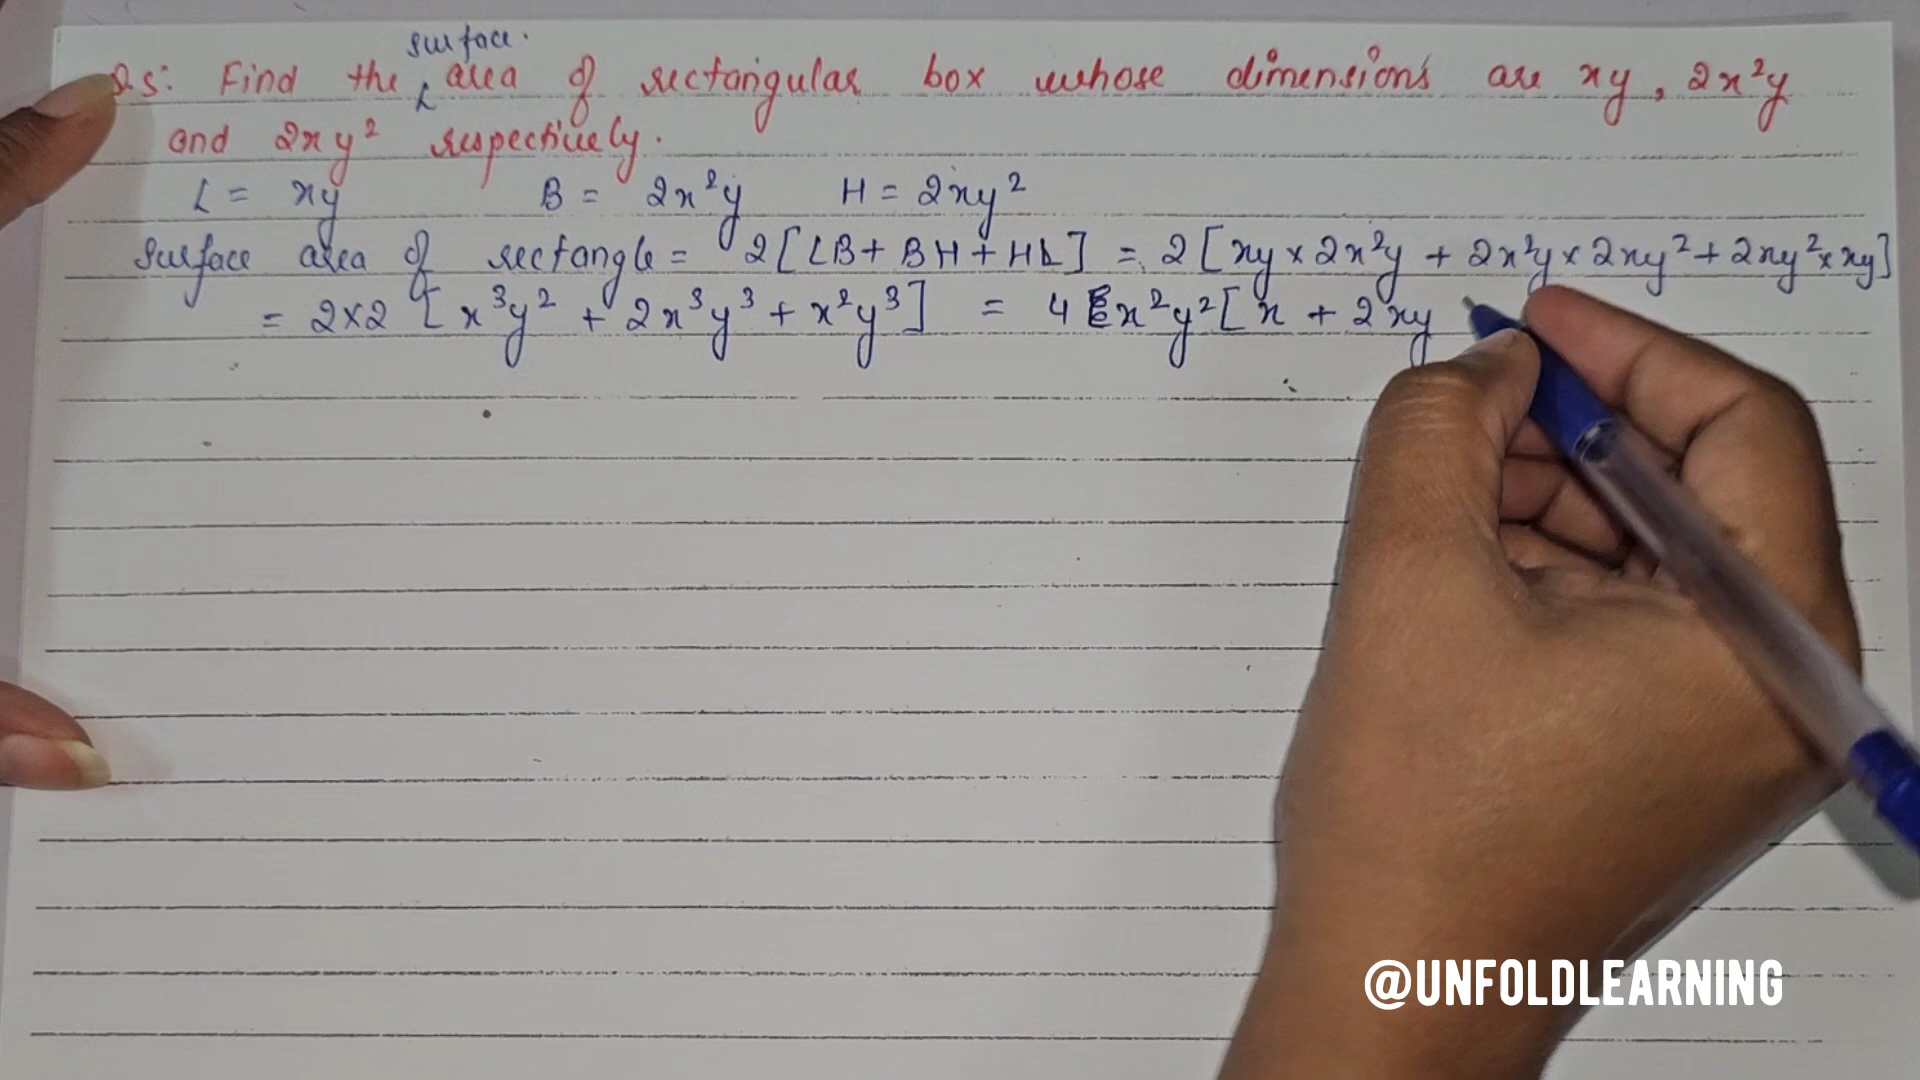 surface.
Q.5: Find the area of rectangular box whose dimensions are xy, 2x²y
and 2xy² respectively.
L = xy B = 2x²y H = 2xy²
Surface area of rectangle = 2[LB + BH + HL] = 2[xy × 2x²y + 2x²y × 2xy² + 2xy² × xy]
= 2×2 [x³y² + 2x³y³ + x²y³] = 4 x²y²[x + 2xy
@UNFOLDLEARNING